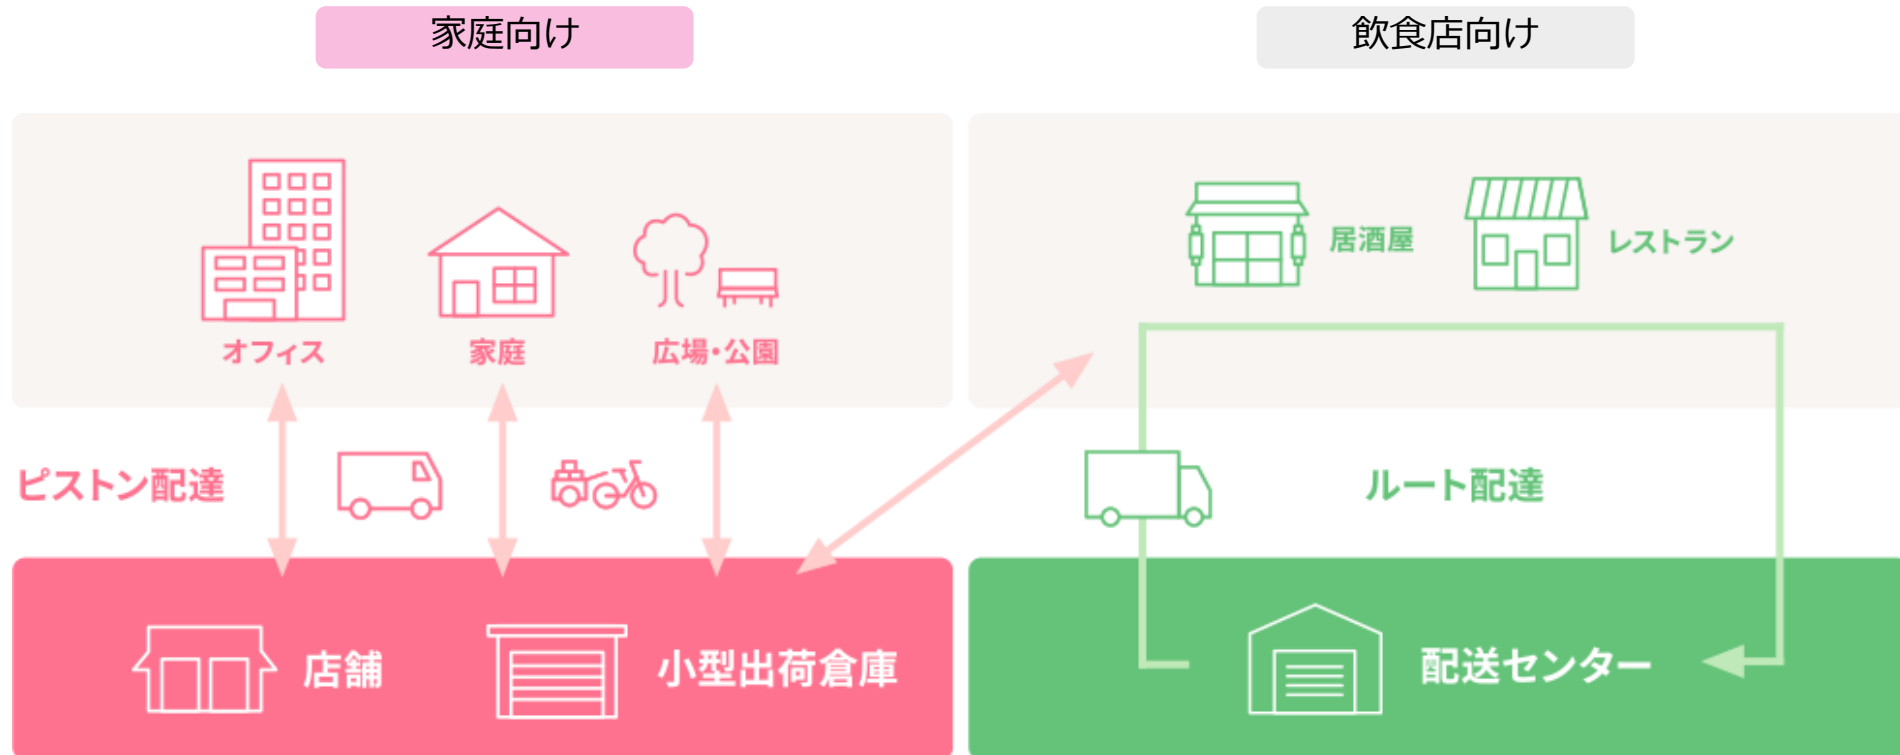 家庭向け
飲食店向け
居酒屋
レストラン
オフィス
家庭
広場・公園
ピストン配達
ルート配達
店舗
小型出荷倉庫
配送センター